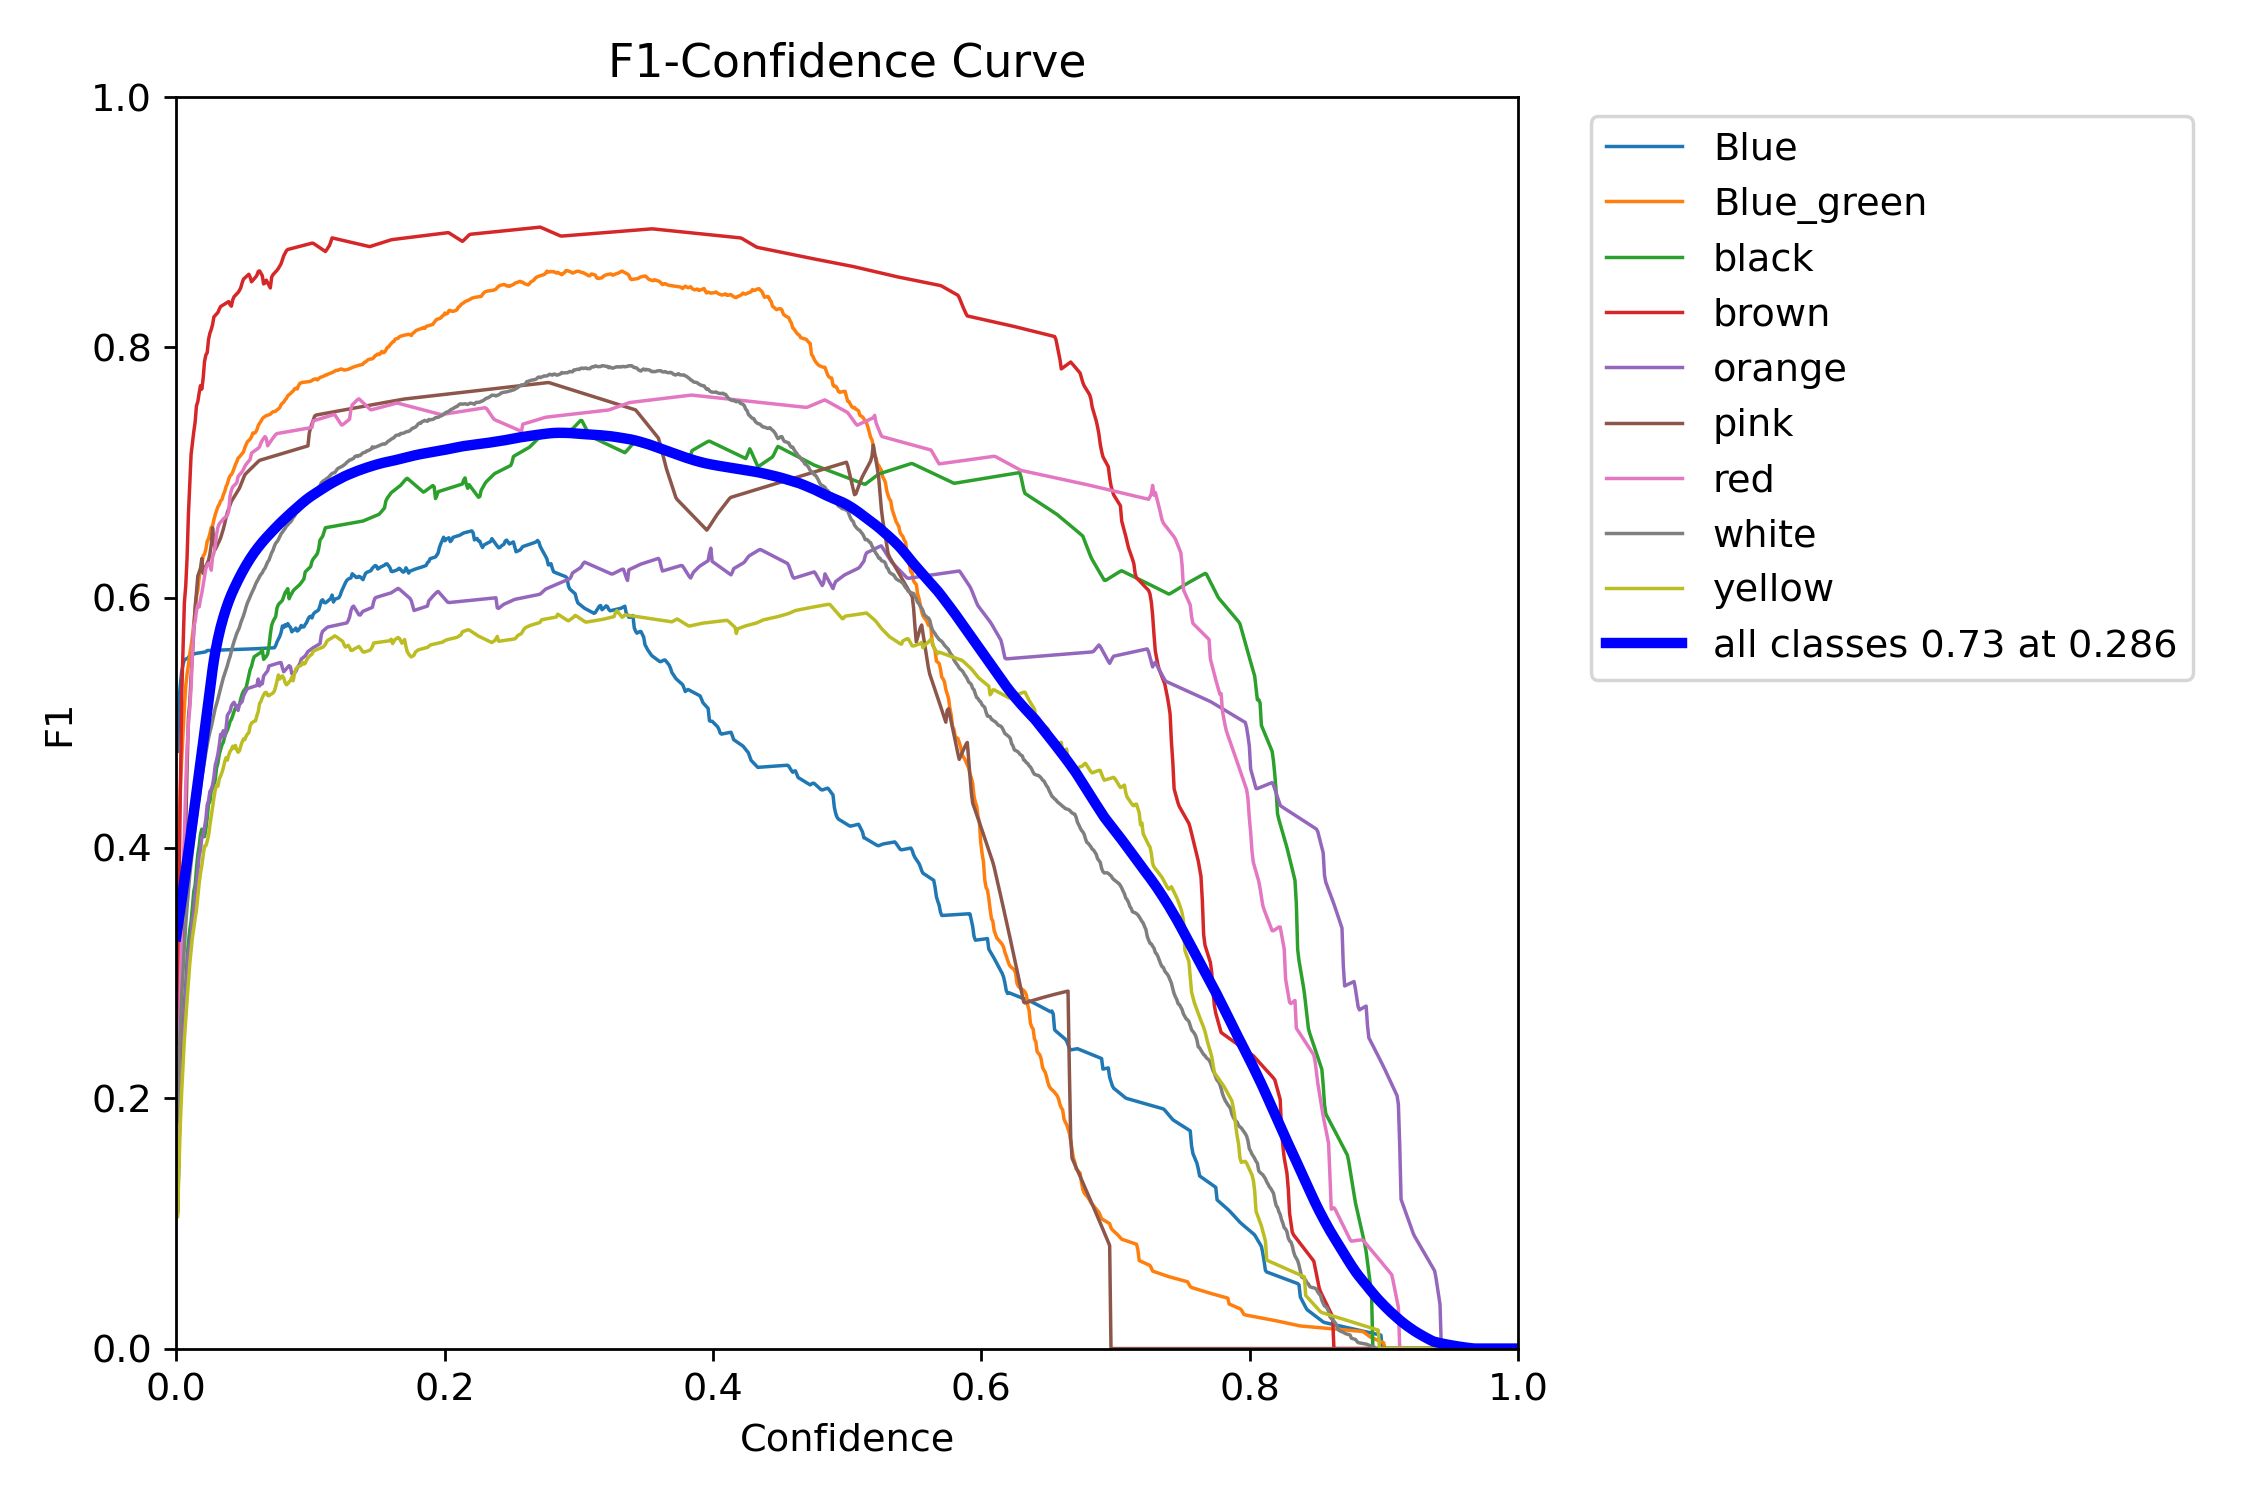 F1-Confidence Curve
1.0
0.8
0.6
0.4
0.2
0.0
F1
0.0 0.2 0.4 0.6 0.8 1.0
Confidence
Blue
Blue_green
black
brown
orange
pink
red
white
yellow
all classes 0.73 at 0.286